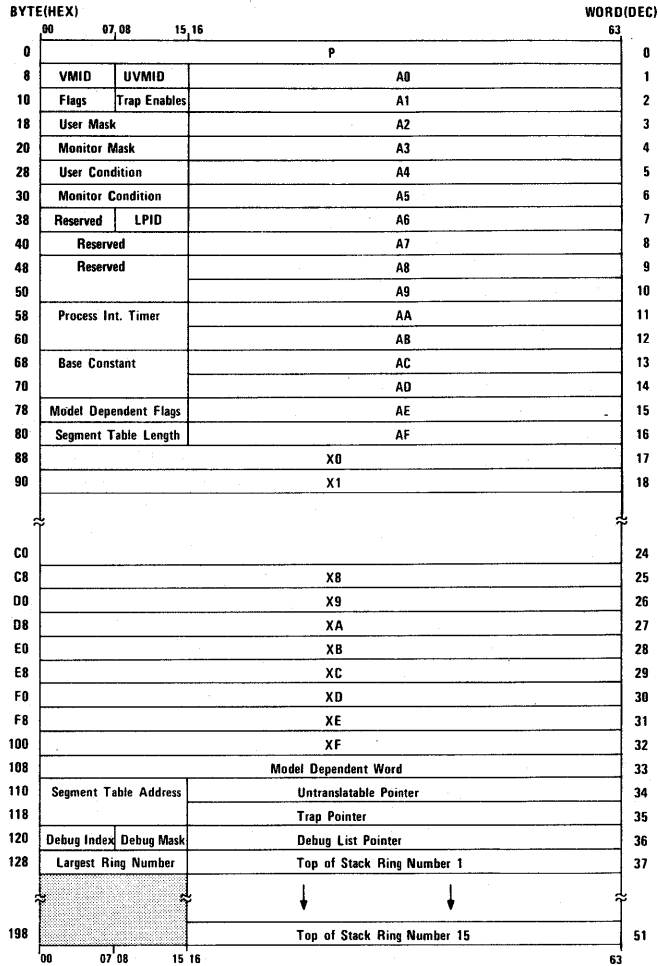 BYTE(HEX) WORD(DEC)
00 07 08 15 16 63
0 P 0
8 VMID UVMID A0 1
10 Flags Trap Enables A1 2
18 User Mask A2 3
20 Monitor Mask A3 4
28 User Condition A4 5
30 Monitor Condition A5 6
38 Reserved LPID A6 7
40 Reserved A7 8
48 Reserved A8 9
50 A9 10
58 Process Int. Timer AA 11
60 AB 12
68 Base Constant AC 13
70 AD 14
78 Model Dependent Flags AE 15
80 Segment Table Length AF 16
88 X0 17
90 X1 18
C0 24
C8 X8 25
D0 X9 26
D8 XA 27
E0 XB 28
E8 XC 29
F0 XD 30
F8 XE 31
100 XF 32
108 Model Dependent Word 33
110 Segment Table Address Untranslatable Pointer 34
118 Trap Pointer 35
120 Debug Index Debug Mask Debug List Pointer 36
128 Largest Ring Number Top of Stack Ring Number 1 37
198 Top of Stack Ring Number 15 51
00 07 08 15 16 63